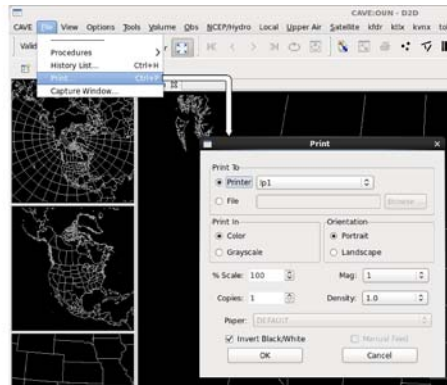 CAVE:OUN - D2D
CAVE File View Options Tools Volume Obs NCEP/Hydro Local Upper Air Satellite kfdr ktlx kvnx
Procedures
History List... Ctrl+H
Print... Ctrl+P
Capture Window...
Print
Print To
Printer lp1
File Browse ...
Print In
Orientation
Color
Portrait
Grayscale
Landscape
% Scale: 100
Mag: 1
Copies: 1
Density: 1.0
Paper: DEFAULT
Invert Black/White
Manual Feed
OK
Cancel